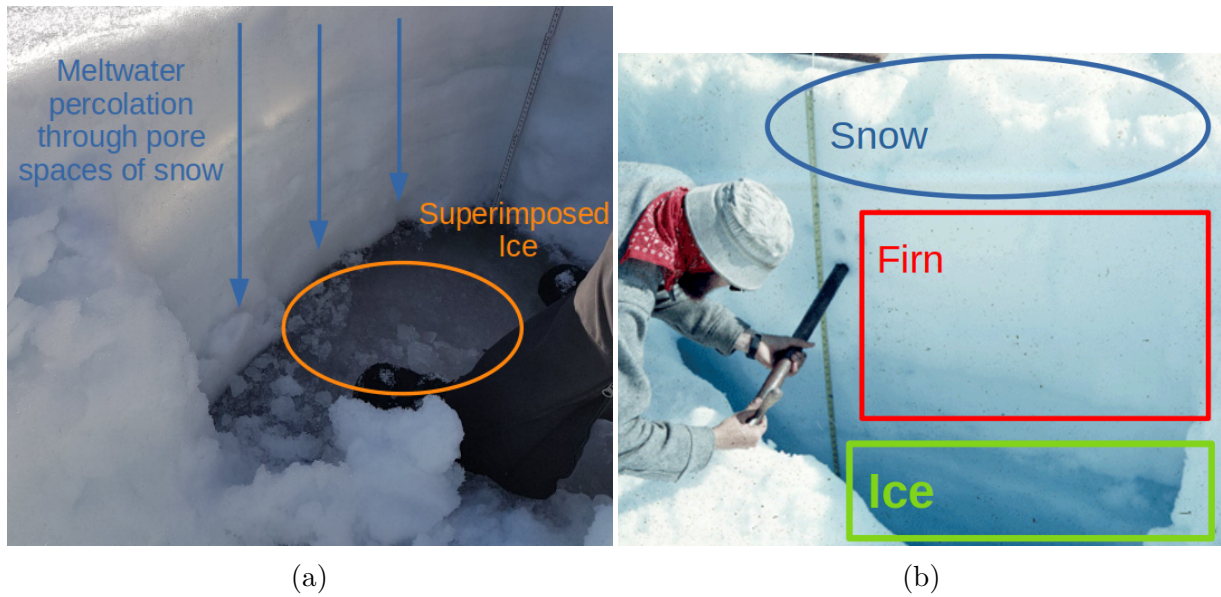 Meltwater
percolation
through pore
spaces of snow
Superimposed
Ice
Snow
Firn
Ice
(a)
(b)